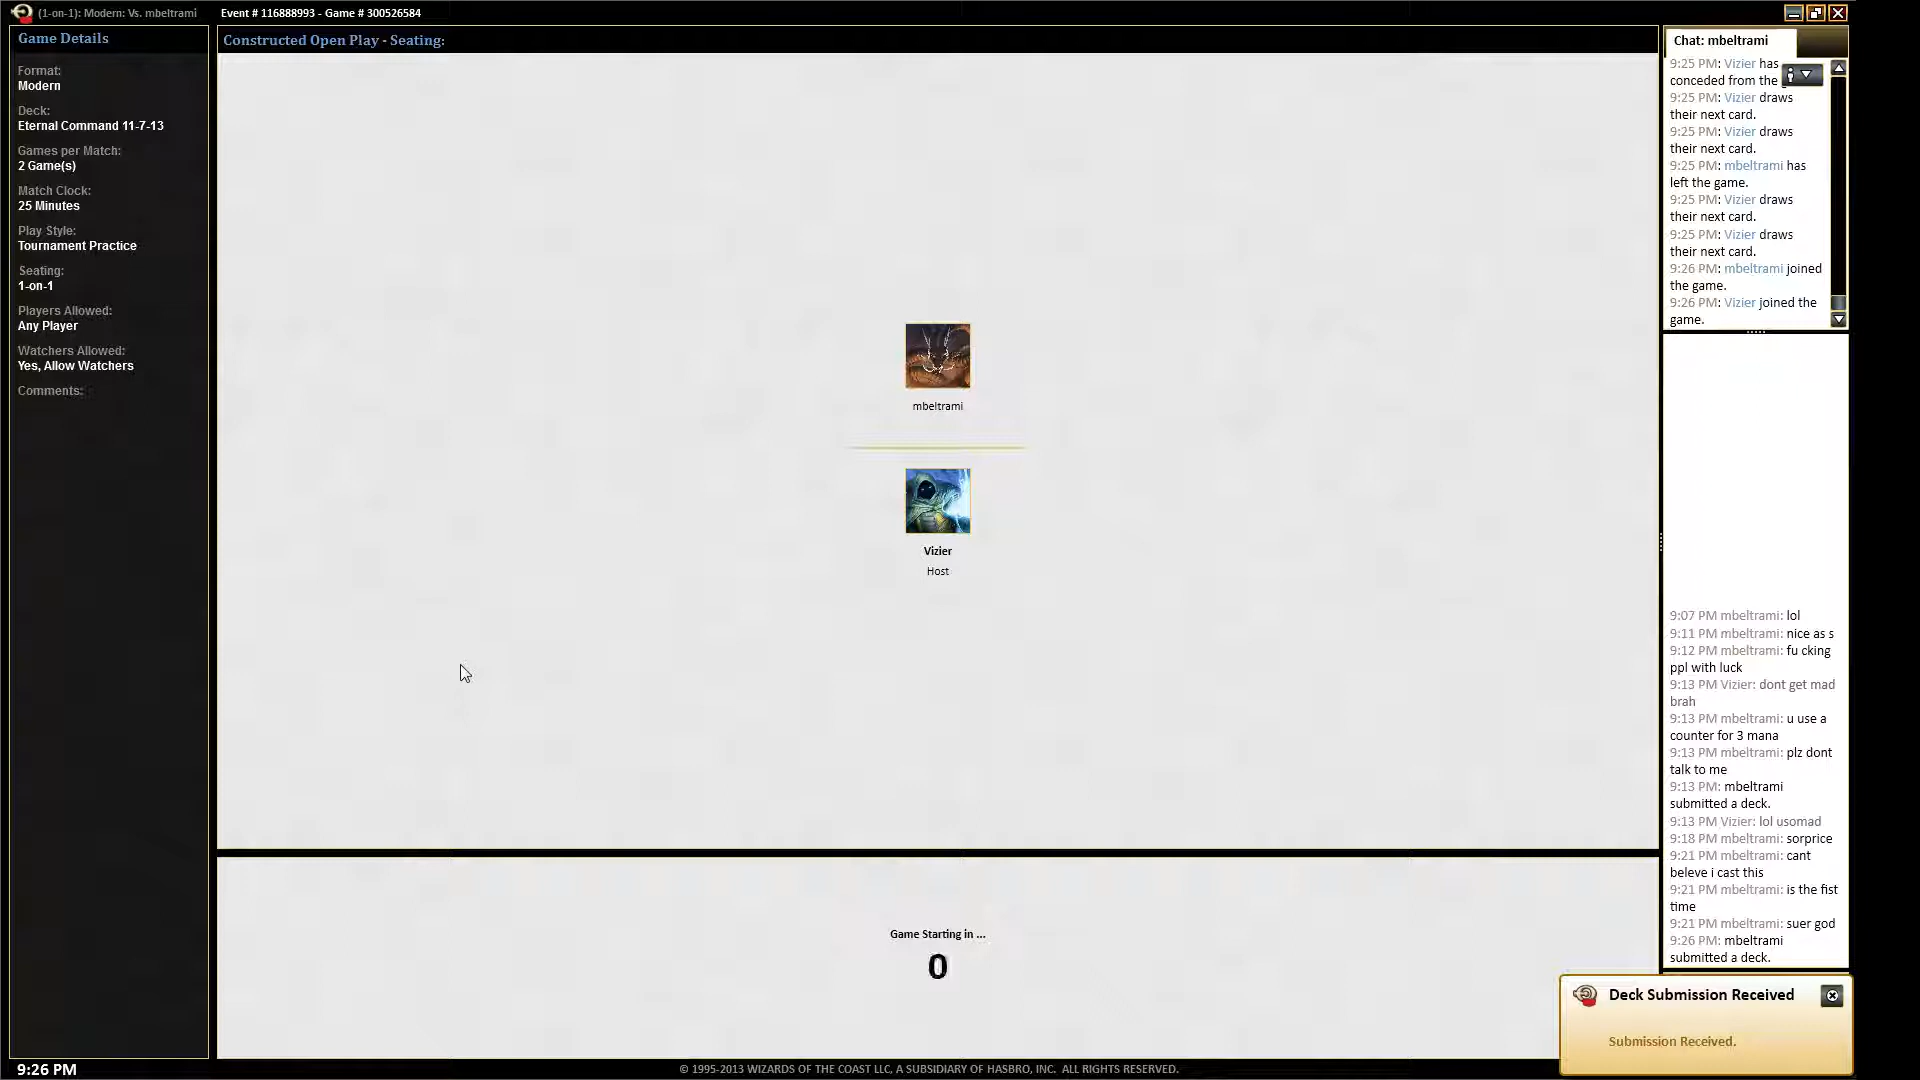 (1-on-1): Modern: Vs. mbeltrami
Event # 116888993 - Game # 300526584
Game Details
Format:
Modern
Deck:
Eternal Command 11-7-13
Games per Match:
2 Game(s)
Match Clock:
25 Minutes
Play Style:
Tournament Practice
Seating:
1-on-1
Players Allowed:
Any Player
Watchers Allowed:
Yes, Allow Watchers
Comments:
9:26 PM
Constructed Open Play - Seating:
mbeltrami
Vizier
Host
Game Starting in ...
0
© 1995-2013 WIZARDS OF THE COAST LLC, A SUBSIDIARY OF HASBRO, INC. ALL RIGHTS RESERVED.
Chat: mbeltrami
9:25 PM: Vizier has
conceded from the
9:25 PM: Vizier draws
their next card.
9:25 PM: Vizier draws
their next card.
9:25 PM: mbeltrami has
left the game.
9:25 PM: Vizier draws
their next card.
9:25 PM: Vizier draws
their next card.
9:26 PM: mbeltrami joined
the game.
9:26 PM: Vizier joined the
game.
9:07 PM mbeltrami: lol
9:11 PM mbeltrami: nice as s
9:12 PM mbeltrami: fu cking
ppl with luck
9:13 PM Vizier: dont get mad
brah
9:13 PM mbeltrami: u use a
counter for 3 mana
9:13 PM mbeltrami: plz dont
talk to me
9:13 PM: mbeltrami
submitted a deck.
9:13 PM Vizier: lol usomad
9:18 PM mbeltrami: sorprice
9:21 PM mbeltrami: cant
beleve i cast this
9:21 PM mbeltrami: is the fist
time
9:21 PM mbeltrami: suer god
9:26 PM: mbeltrami
submitted a deck.
Deck Submission Received
Submission Received.